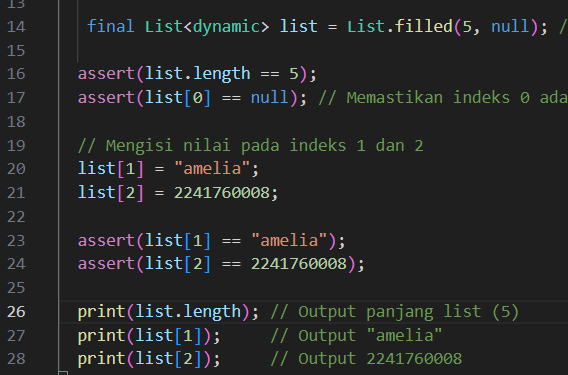 13
14 final List<dynamic> list = List.filled(5, null); /
15
16 assert(list.length == 5);
17 assert(list[0] == null); // Memastikan indeks 0 ada
18
19 // Mengisi nilai pada indeks 1 dan 2
20 list[1] = "amelia";
21 list[2] = 2241760008;
22
23 assert(list[1] == "amelia");
24 assert(list[2] == 2241760008);
25
26 print(list.length); // Output panjang list (5)
27 print(list[1]); // Output "amelia"
28 print(list[2]); // Output 2241760008